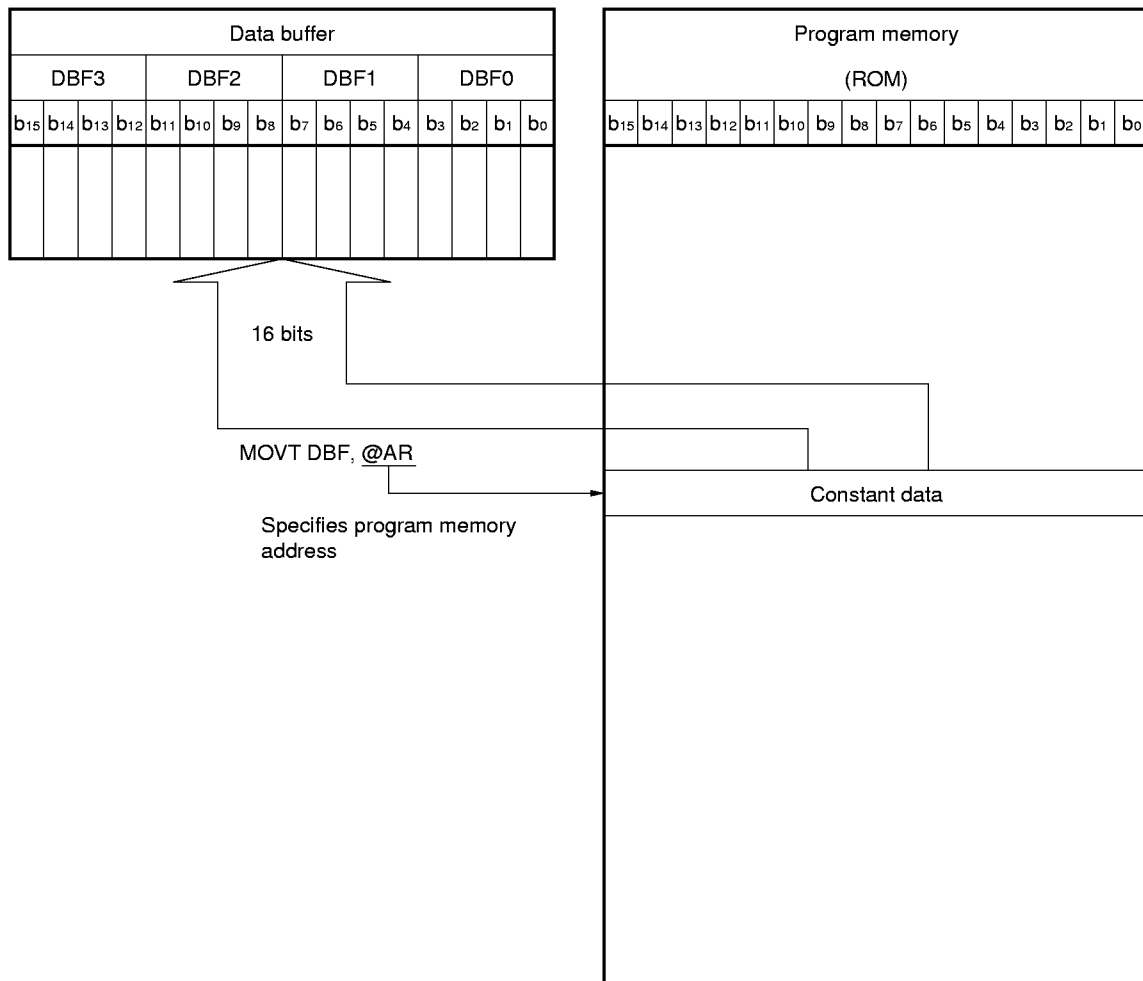 Data buffer
DBF3 DBF2 DBF1 DBF0
b15 b14 b13 b12 b11 b10 b9 b8 b7 b6 b5 b4 b3 b2 b1 b0
Program memory
(ROM)
b15 b14 b13 b12 b11 b10 b9 b8 b7 b6 b5 b4 b3 b2 b1 b0
16 bits
MOVT DBF, @AR
Constant data
Specifies program memory
address